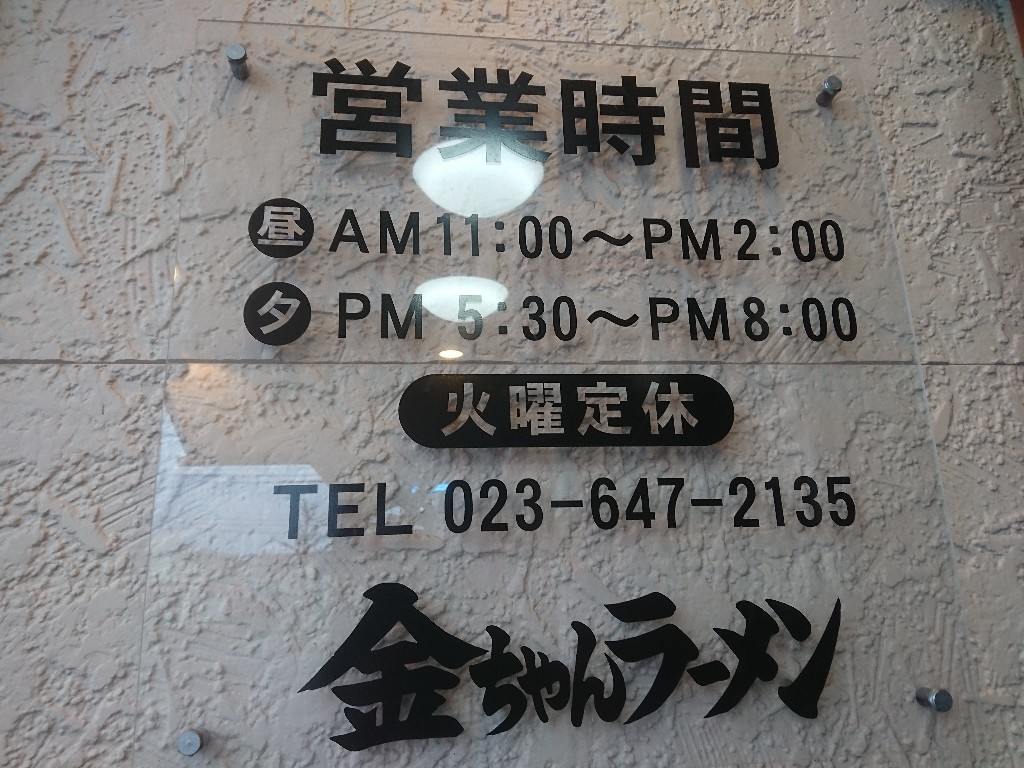 営業時間
昼 AM11:00〜PM2:00
夕 PM 5:30〜PM8:00
火曜定休
TEL 023-647-2135
金ちゃんラーメン